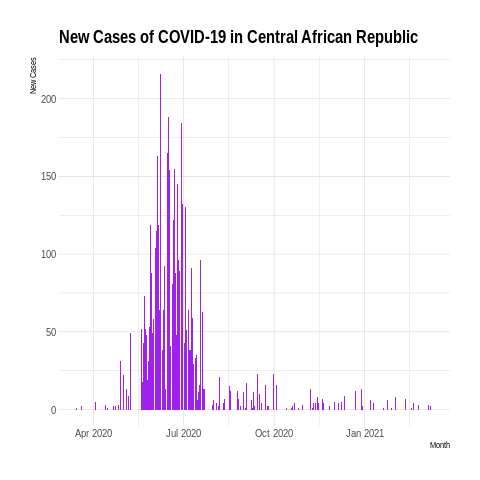 New Cases of COVID-19 in Central African Republic
New Cases
200
150
100
50
0
Apr 2020 Jul 2020 Oct 2020 Jan 2021
Month